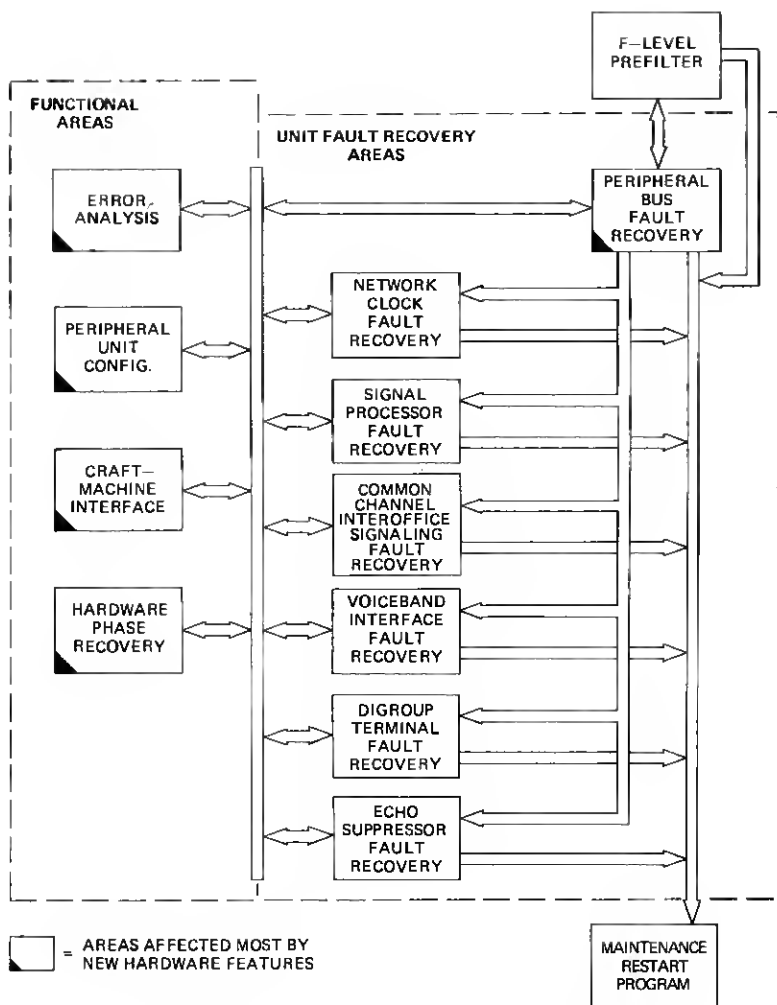 F-LEVEL
PREFILTER
FUNCTIONAL
AREAS
UNIT FAULT RECOVERY
AREAS
ERROR
ANALYSIS
PERIPHERAL
BUS
FAULT
RECOVERY
NETWORK
CLOCK
FAULT
RECOVERY
PERIPHERAL
UNIT
CONFIG.
SIGNAL
PROCESSOR
FAULT
RECOVERY
CRAFT-
MACHINE
INTERFACE
COMMON
CHANNEL
INTEROFFICE
SIGNALING
FAULT
RECOVERY
HARDWARE
PHASE
RECOVERY
VOICEBAND
INTERFACE
FAULT
RECOVERY
DIGROUP
TERMINAL
FAULT
RECOVERY
ECHO
SUPPRESSOR
FAULT
RECOVERY
= AREAS AFFECTED MOST BY
NEW HARDWARE FEATURES
MAINTENANCE
RESTART
PROGRAM